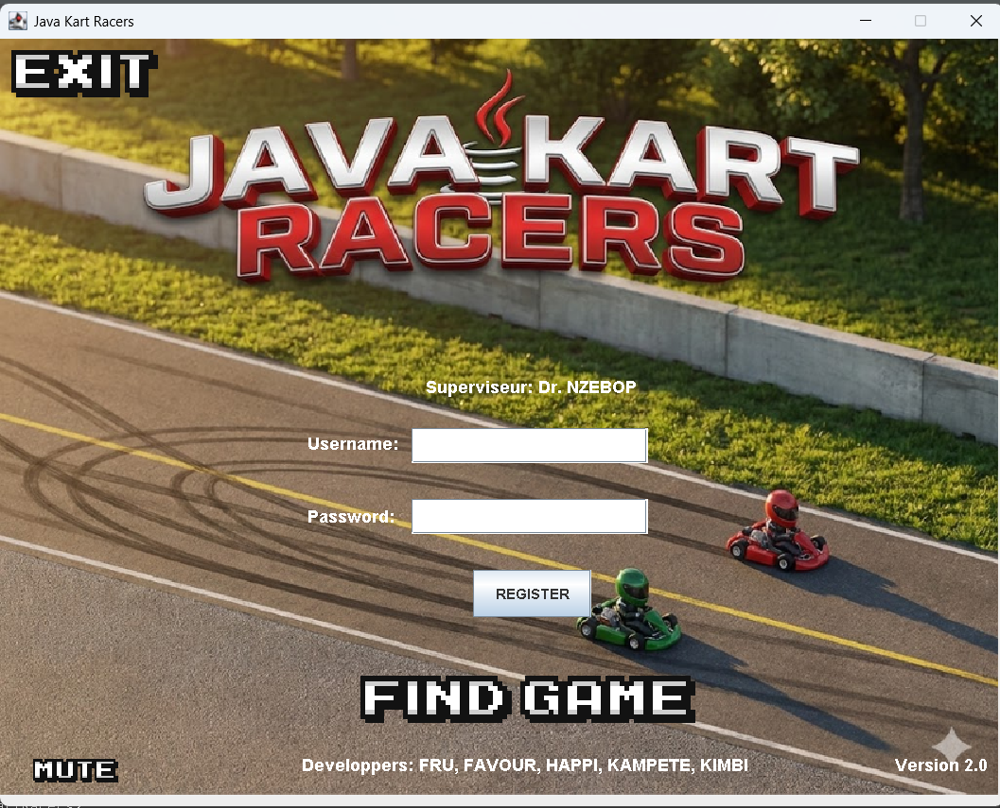 Java Kart Racers
EXIT
JAVA KART
RACERS
Superviseur: Dr. NZEBOP
Username:
Password:
REGISTER
FIND GAME
MUTE
Developpers: FRU, FAVOUR, HAPPI, KAMPETE, KIMBI
Version 2.0